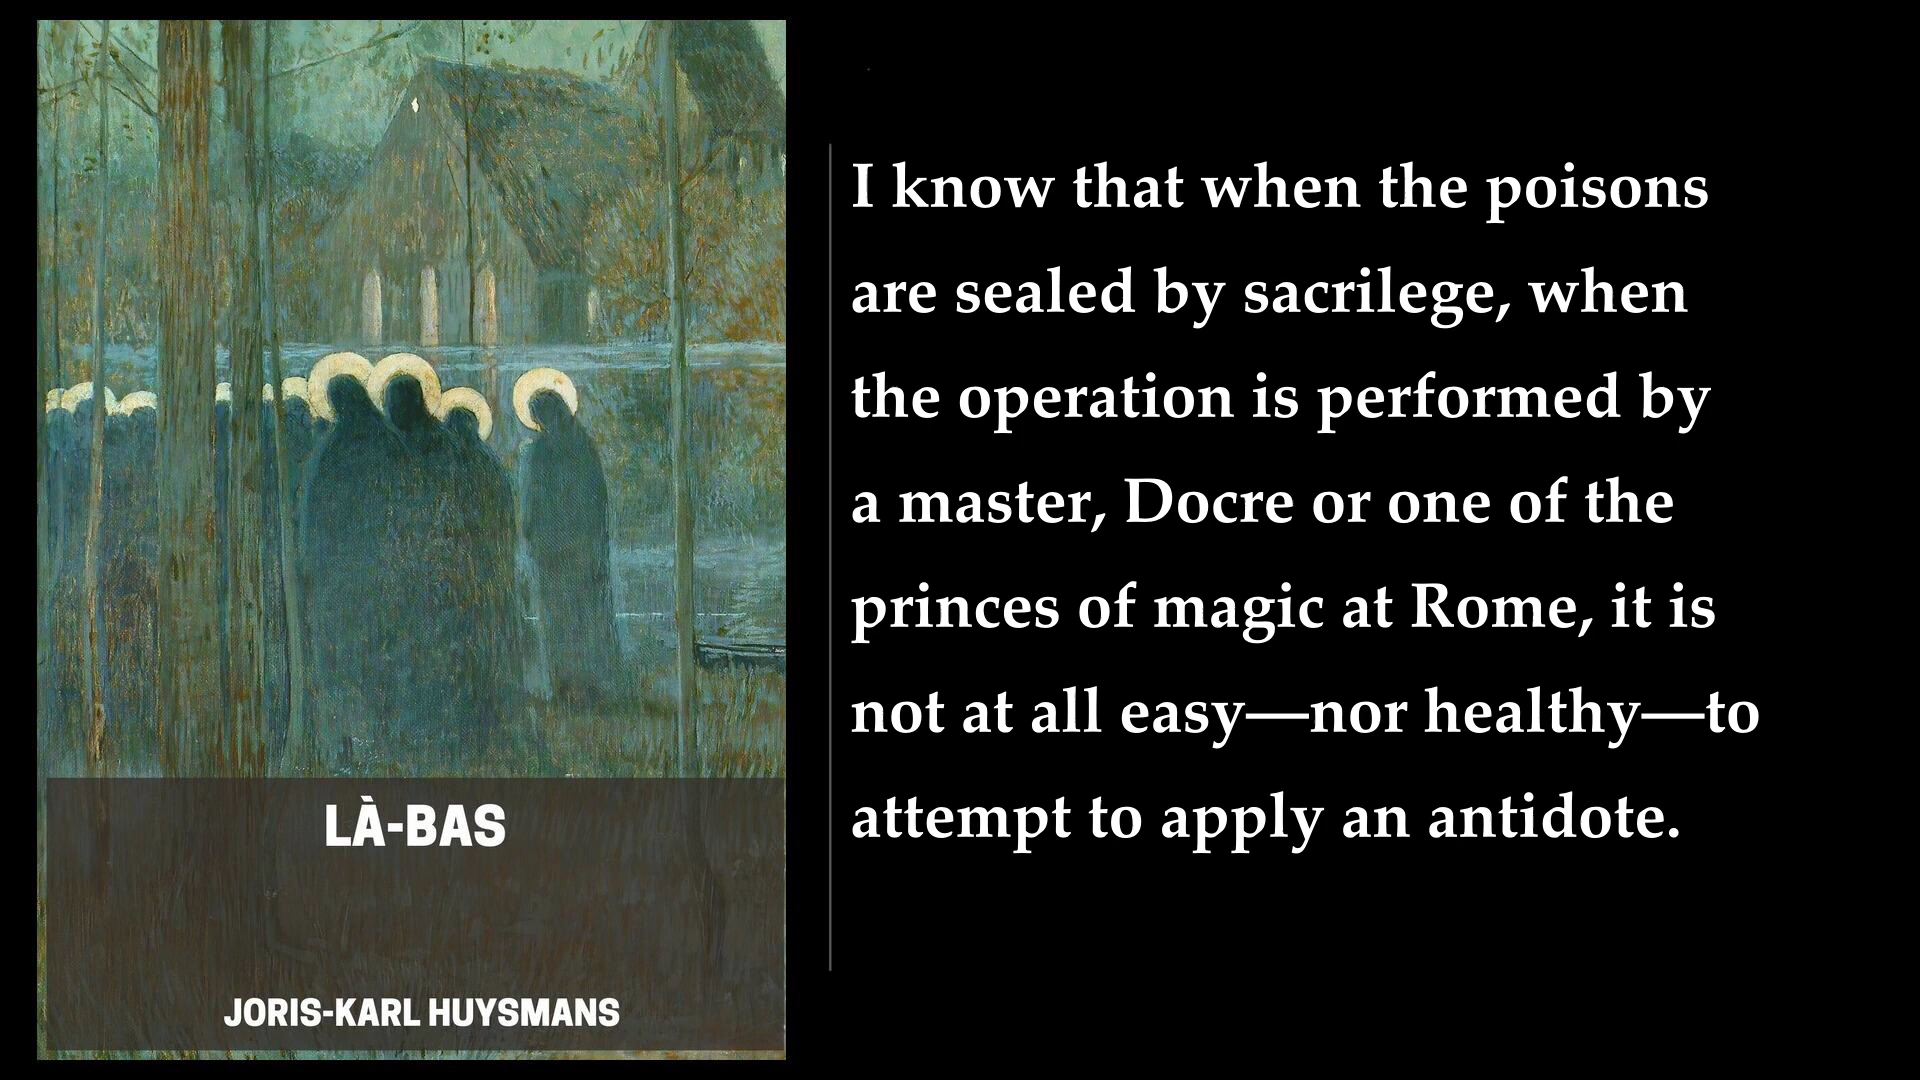 LÀ-BAS
JORIS-KARL HUYSMANS
I know that when the poisons
are sealed by sacrilege, when
the operation is performed by
a master, Docre or one of the
princes of magic at Rome, it is
not at all easy—nor healthy—to
attempt to apply an antidote.